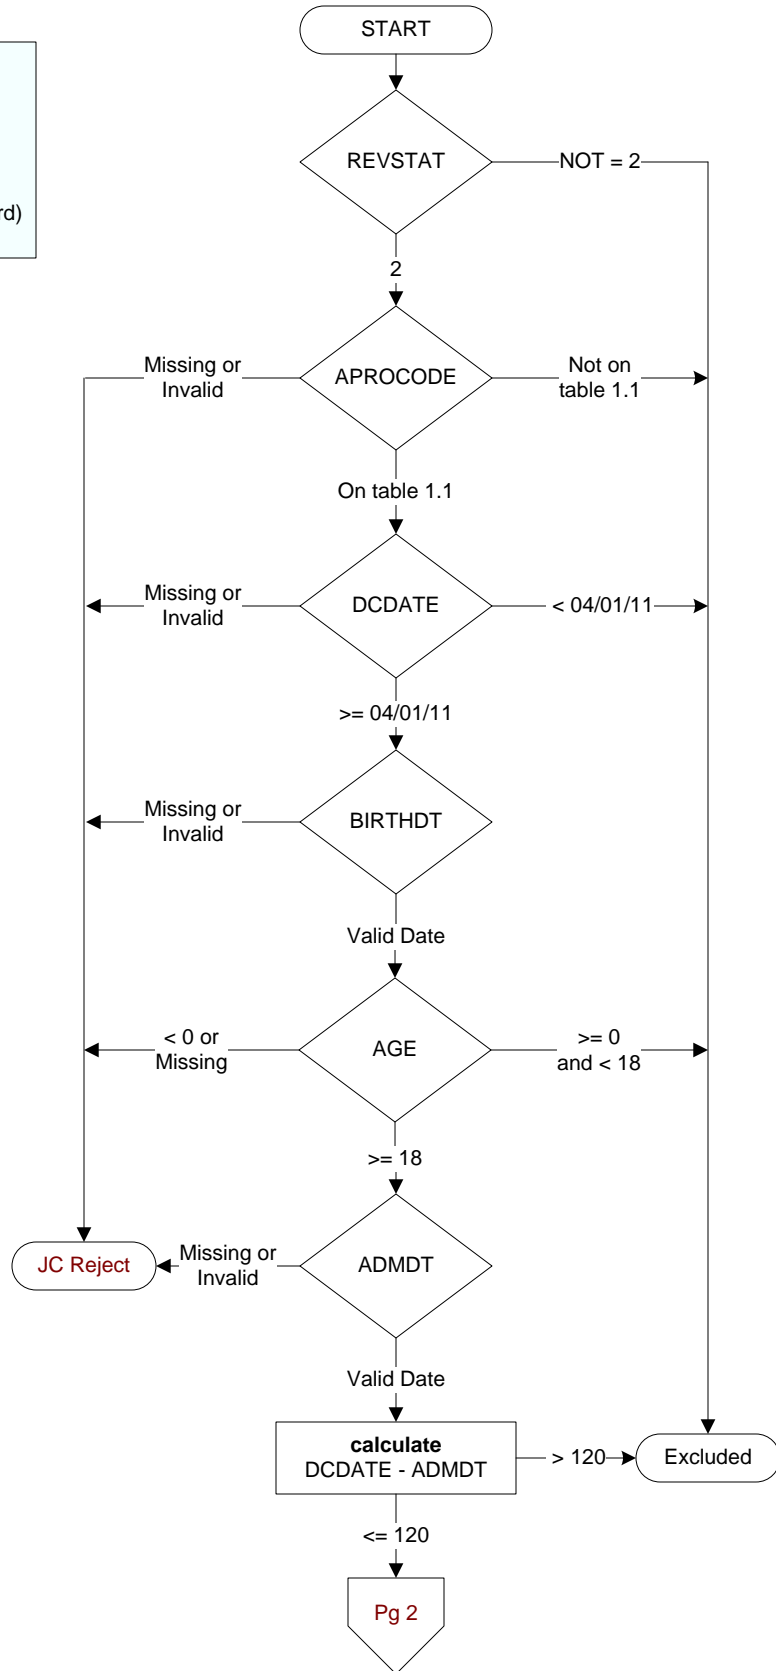 START
REVSTAT
NOT = 2
rd)
2
Missing or
Invalid
APROCODE
Not on
table 1.1
On table 1.1
Missing or
Invalid
DCDATE
< 04/01/11
>= 04/01/11
Missing or
Invalid
BIRTHDT
Valid Date
< 0 or
Missing
AGE
>= 0
and < 18
>= 18
JC Reject
Missing or
Invalid
ADMDT
Valid Date
calculate
DCDATE - ADMDT
> 120
Excluded
<= 120
Pg 2